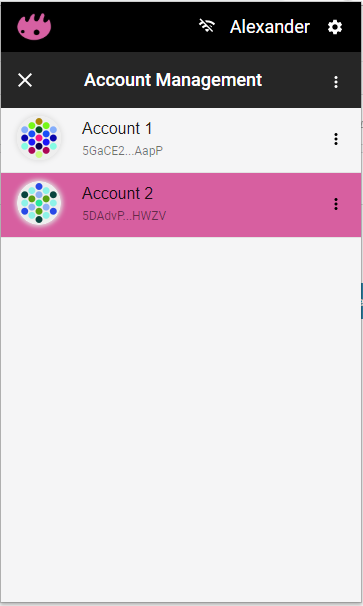 Alexander
Account Management
Account 1
5GaCE2...AapP
Account 2
5DAdvP...HWZV